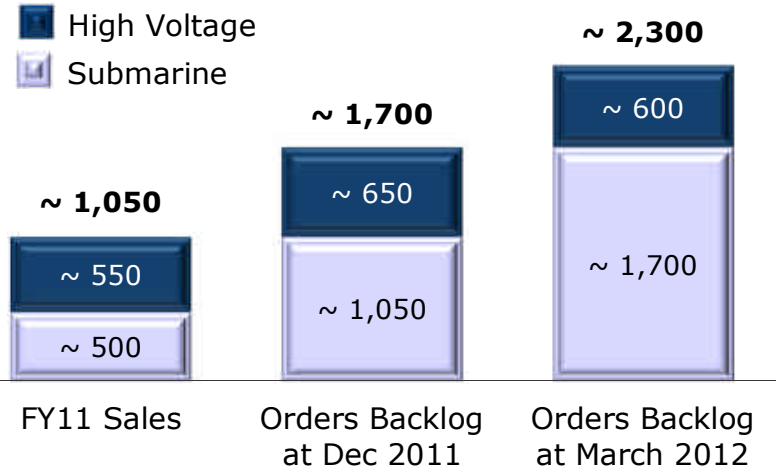 High Voltage
Submarine
~ 1,050
~ 550
~ 500
FY11 Sales
~ 1,700
~ 650
~ 1,050
Orders Backlog
at Dec 2011
~ 2,300
~ 600
~ 1,700
Orders Backlog
at March 2012